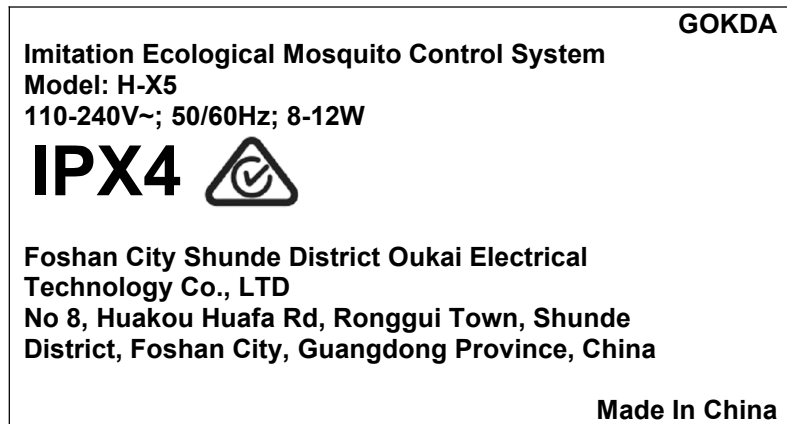 GOKDA
Imitation Ecological Mosquito Control System
Model: H-X5
110-240V~; 50/60Hz; 8-12W
IPX4
Foshan City Shunde District Oukai Electrical
Technology Co., LTD
No 8, Huakou Huafa Rd, Ronggui Town, Shunde
District, Foshan City, Guangdong Province, China
Made In China